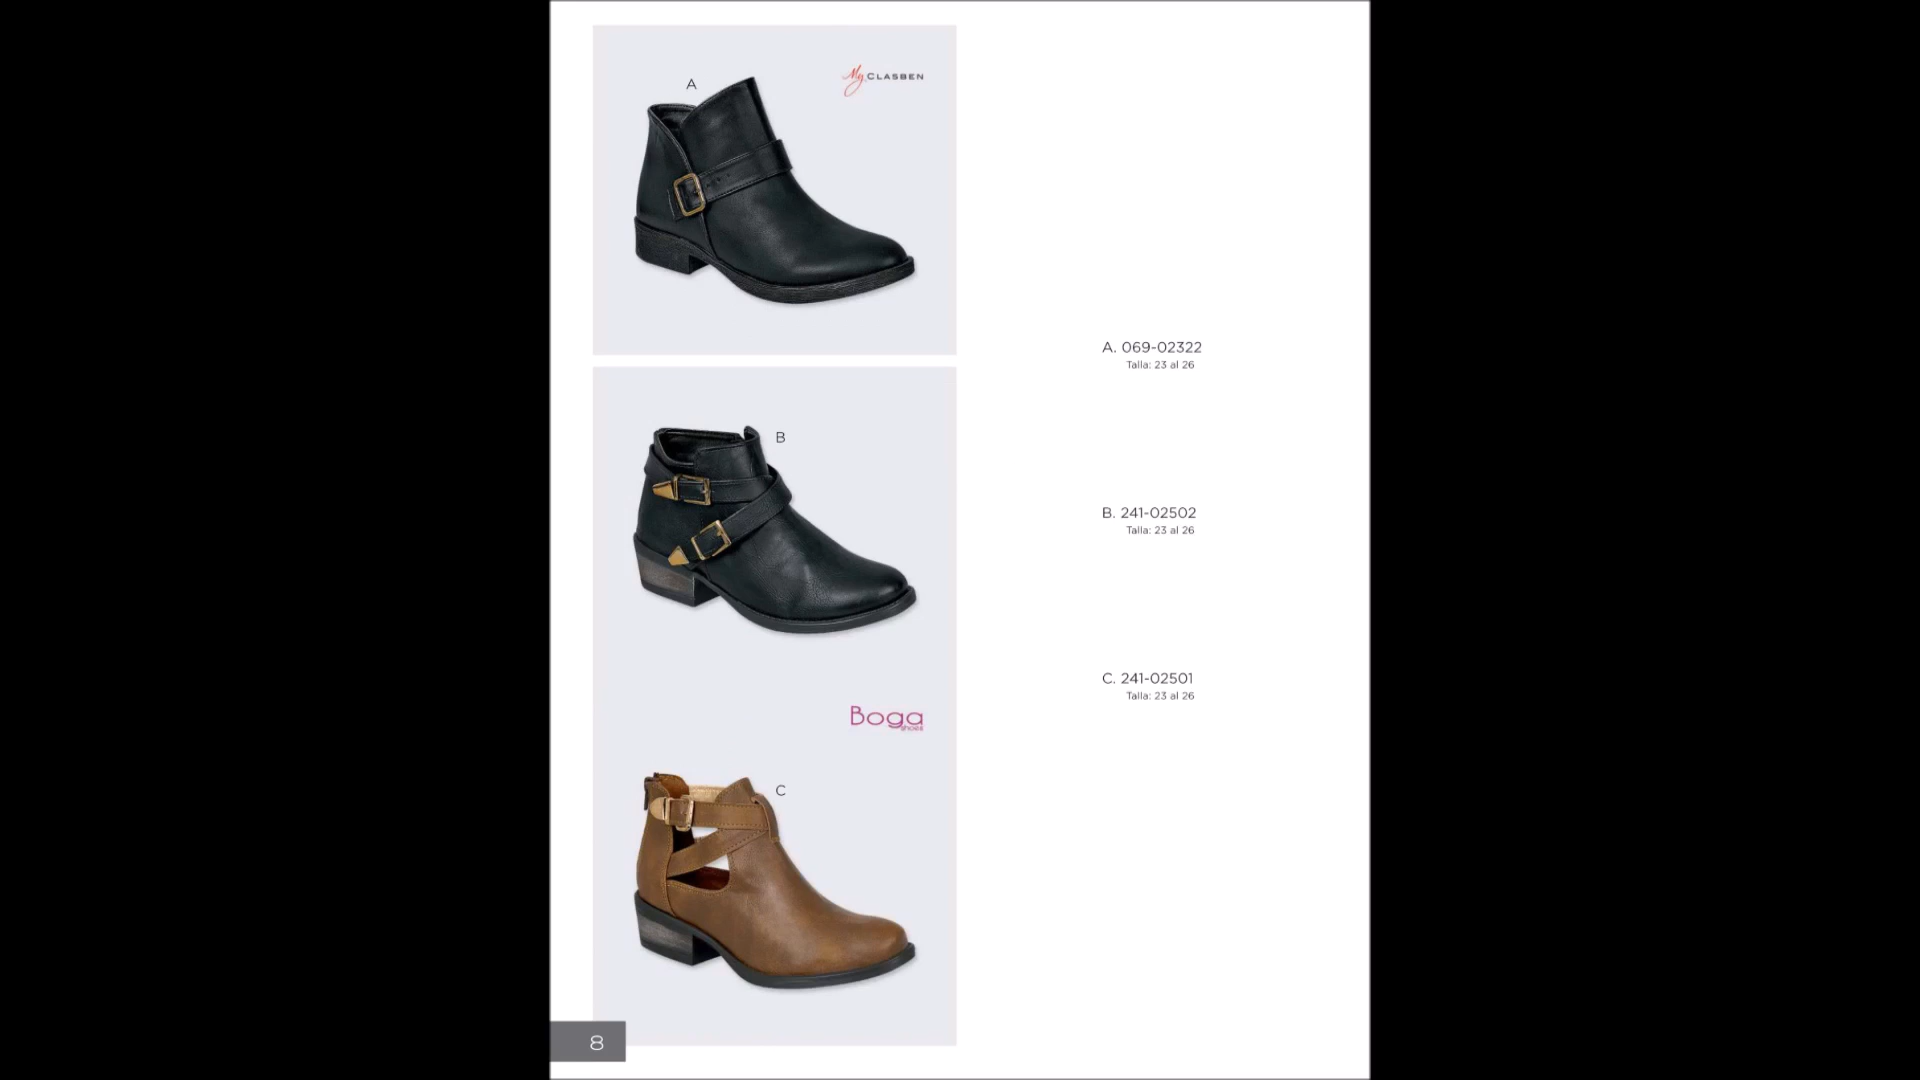 A
My CLASBEN
A. 069-02322
Talla: 23 al 26
B
B. 241-02502
Talla: 23 al 26
C. 241-02501
Talla: 23 al 26
Boga
shoes
C
8